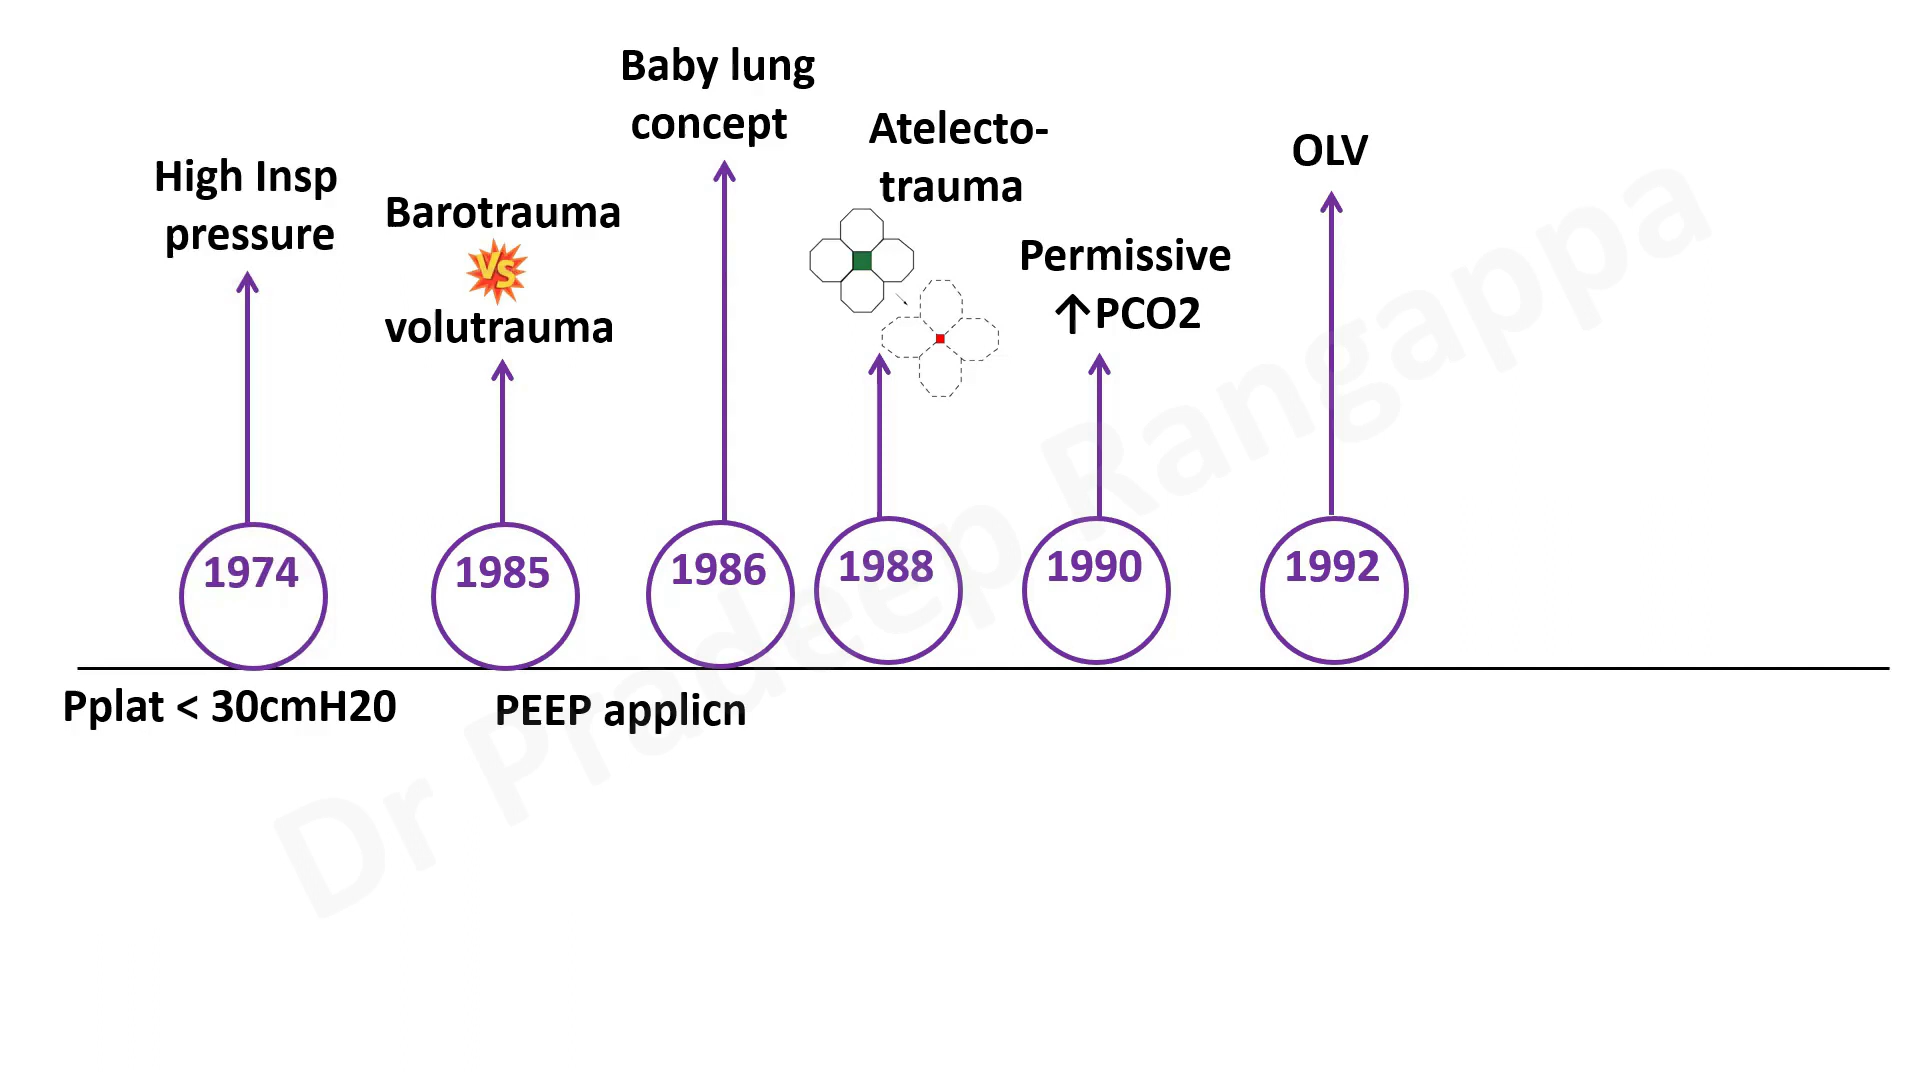 Baby lung
concept
Atelecto-
trauma
OLV
High Insp
pressure
Barotrauma
VS
volutrauma
Permissive
↑PCO2
1974
1985
1986
1988
1990
1992
Pplat < 30cmH20
PEEP applicn
Dr Pradeep Rangappa